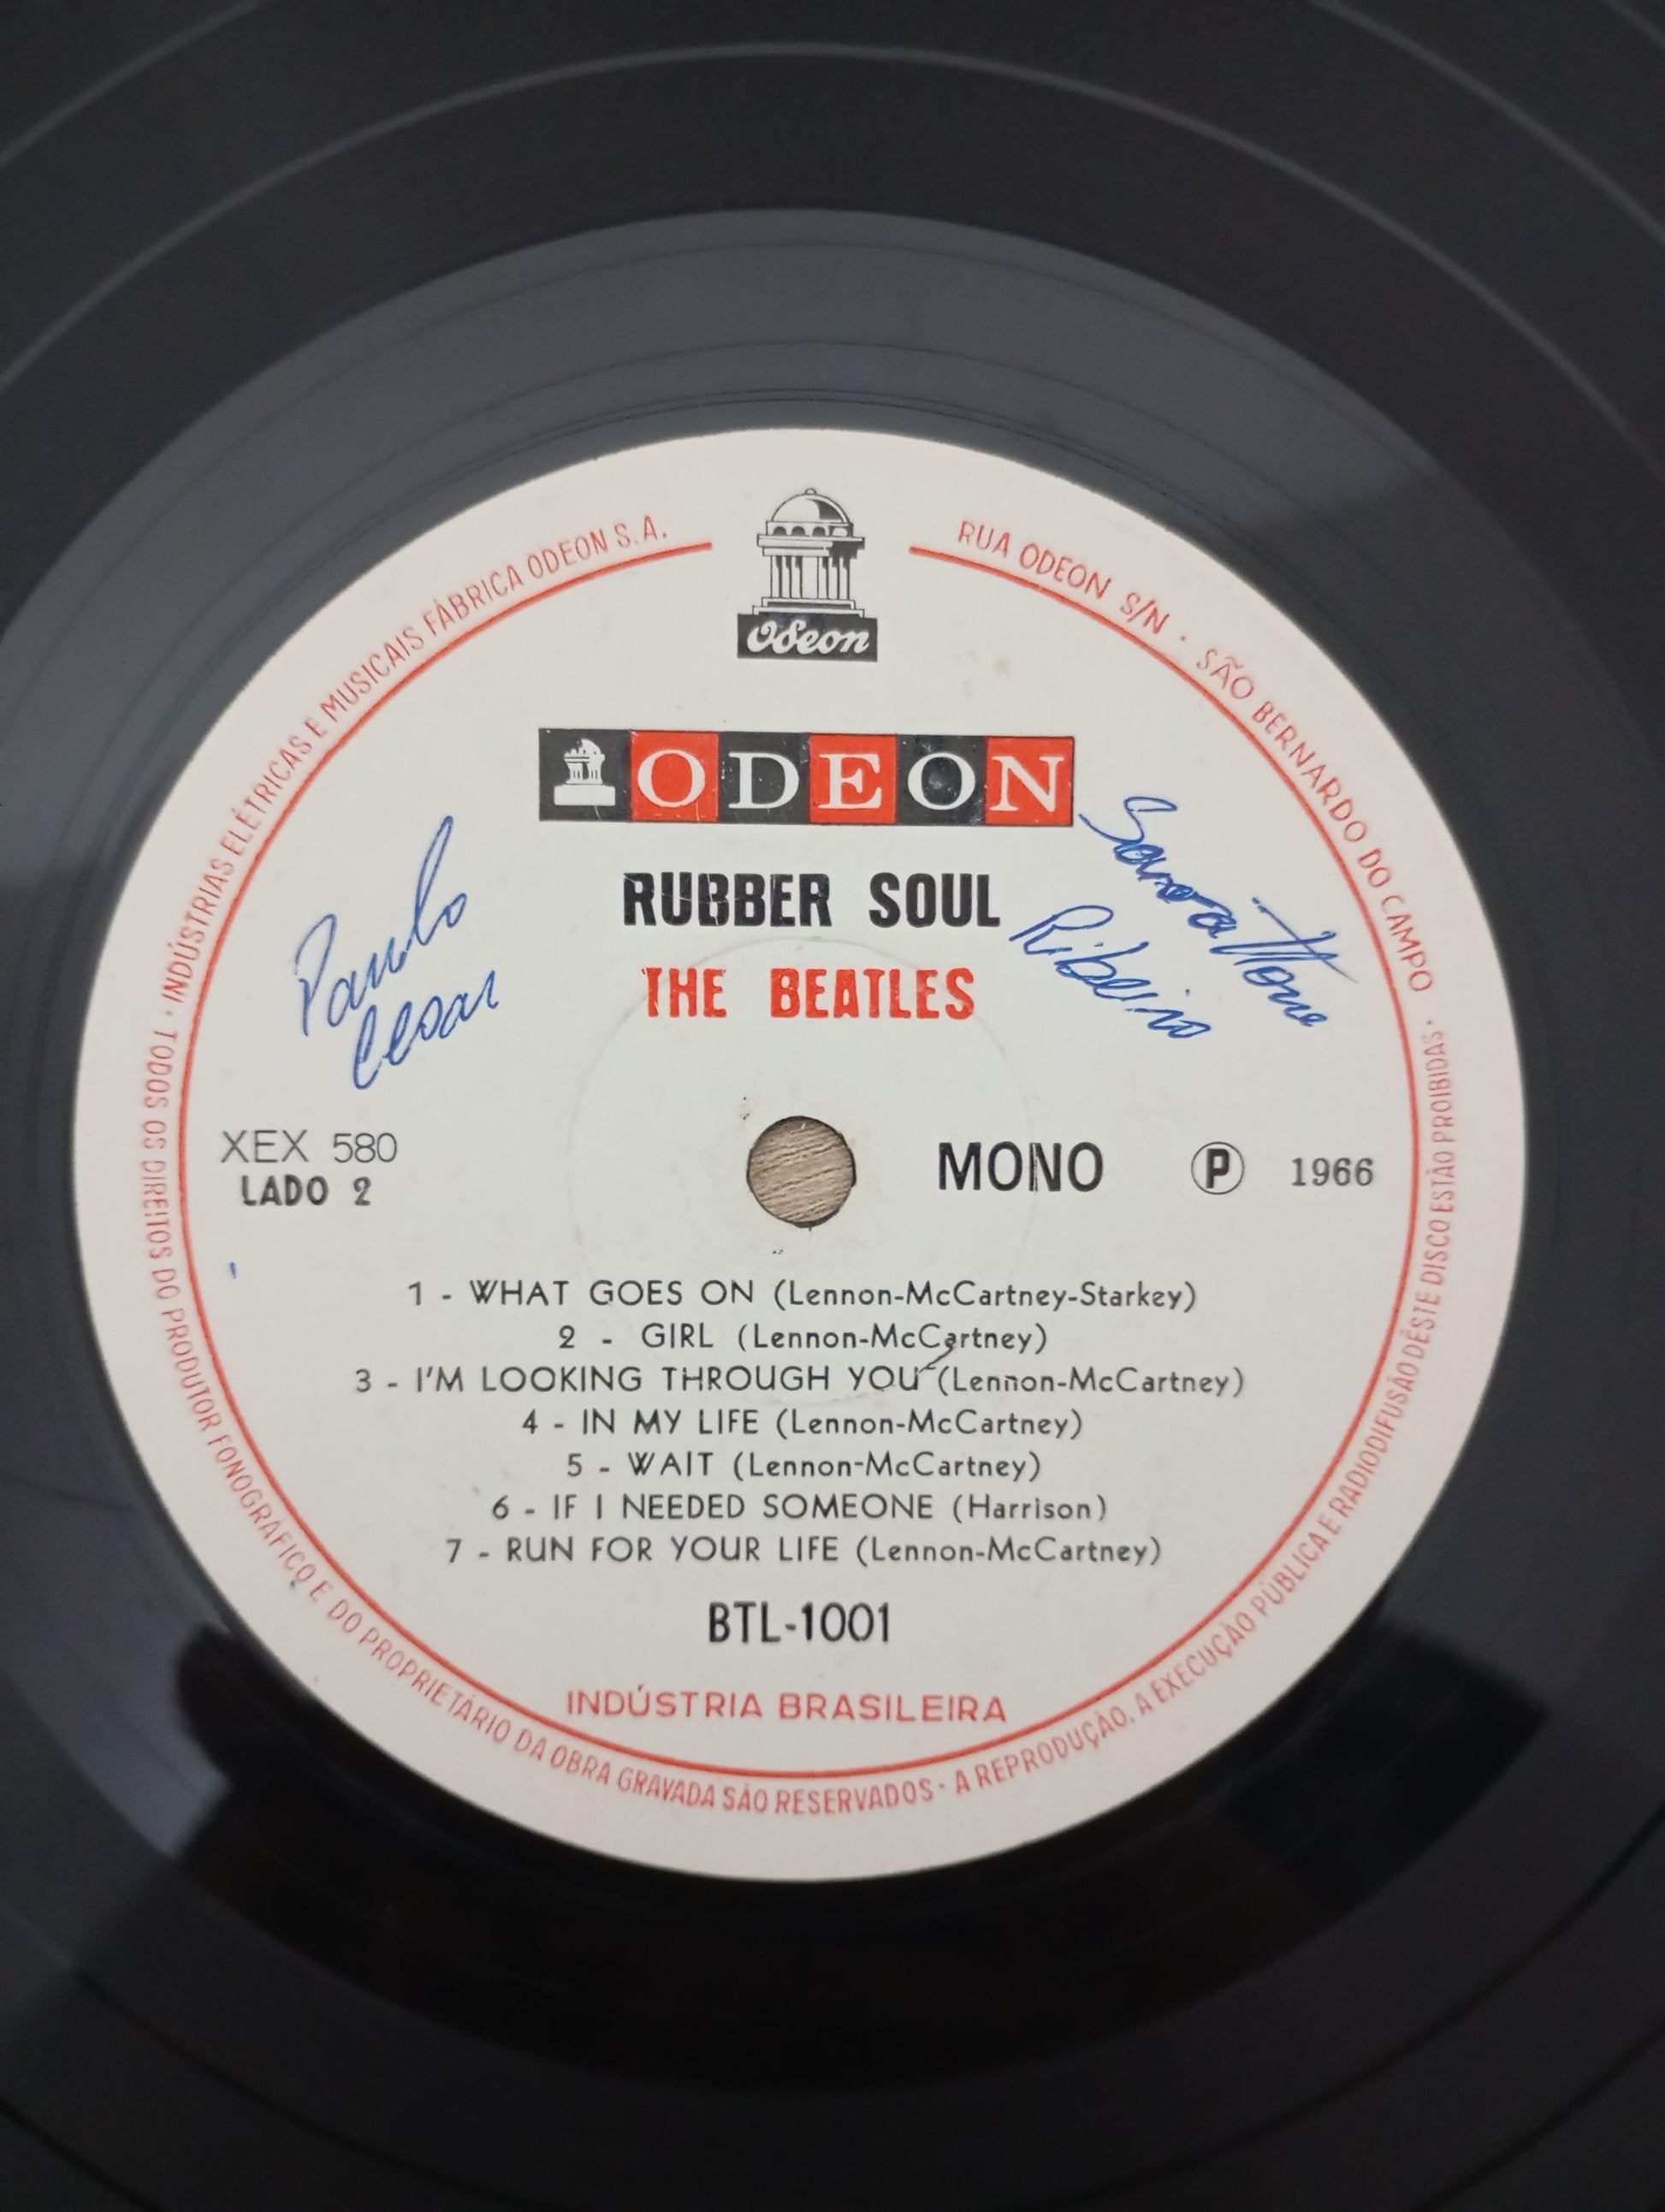 INDÚSTRIAS ELÉTRICAS E MUSICAIS FÁBRICA ODEON S.A.
RUA ODEON S/N · SÃO BERNARDO DO CAMPO
Odeon
ODEON
RUBBER SOUL
THE BEATLES
Paulo
Cesar
Ribeiro
XEX 580
LADO 2
MONO
Ⓟ 1966
1 - WHAT GOES ON (Lennon-McCartney-Starkey)
2 - GIRL (Lennon-McCartney)
3 - I'M LOOKING THROUGH YOU (Lennon-McCartney)
4 - IN MY LIFE (Lennon-McCartney)
5 - WAIT (Lennon-McCartney)
6 - IF I NEEDED SOMEONE (Harrison)
7 - RUN FOR YOUR LIFE (Lennon-McCartney)
BTL-1001
INDÚSTRIA BRASILEIRA
· TODOS OS DIREITOS DO PRODUTOR FONOGRÁFICO E DO PROPRIETÁRIO DA OBRA GRAVADA SÃO RESERVADOS · A REPRODUÇÃO, A EXECUÇÃO PÚBLICA E RADIODIFUSÃO DÊSTE DISCO ESTÃO PROIBIDAS ·